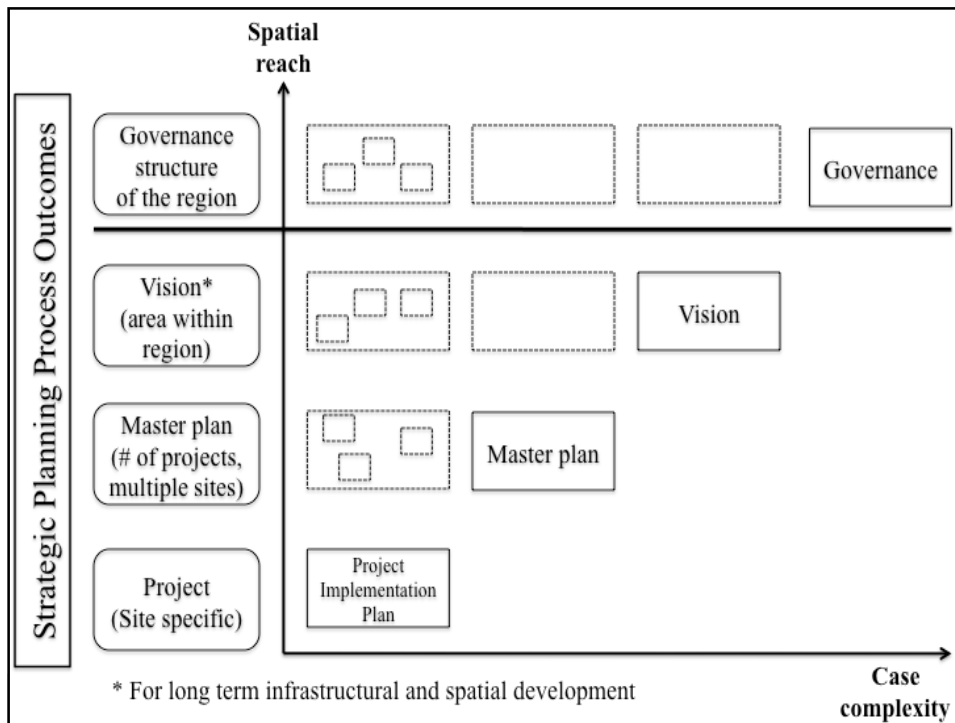 Spatial
reach
Strategic Planning Process Outcomes
Governance
structure
of the region
Governance
Vision*
(area within
region)
Vision
Master plan
(# of projects,
multiple sites)
Master plan
Project
(Site specific)
Project
Implementation
Plan
* For long term infrastructural and spatial development
Case
complexity